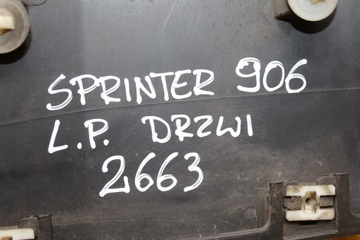 SPRINTER 906
L.P. DRZWI
2663